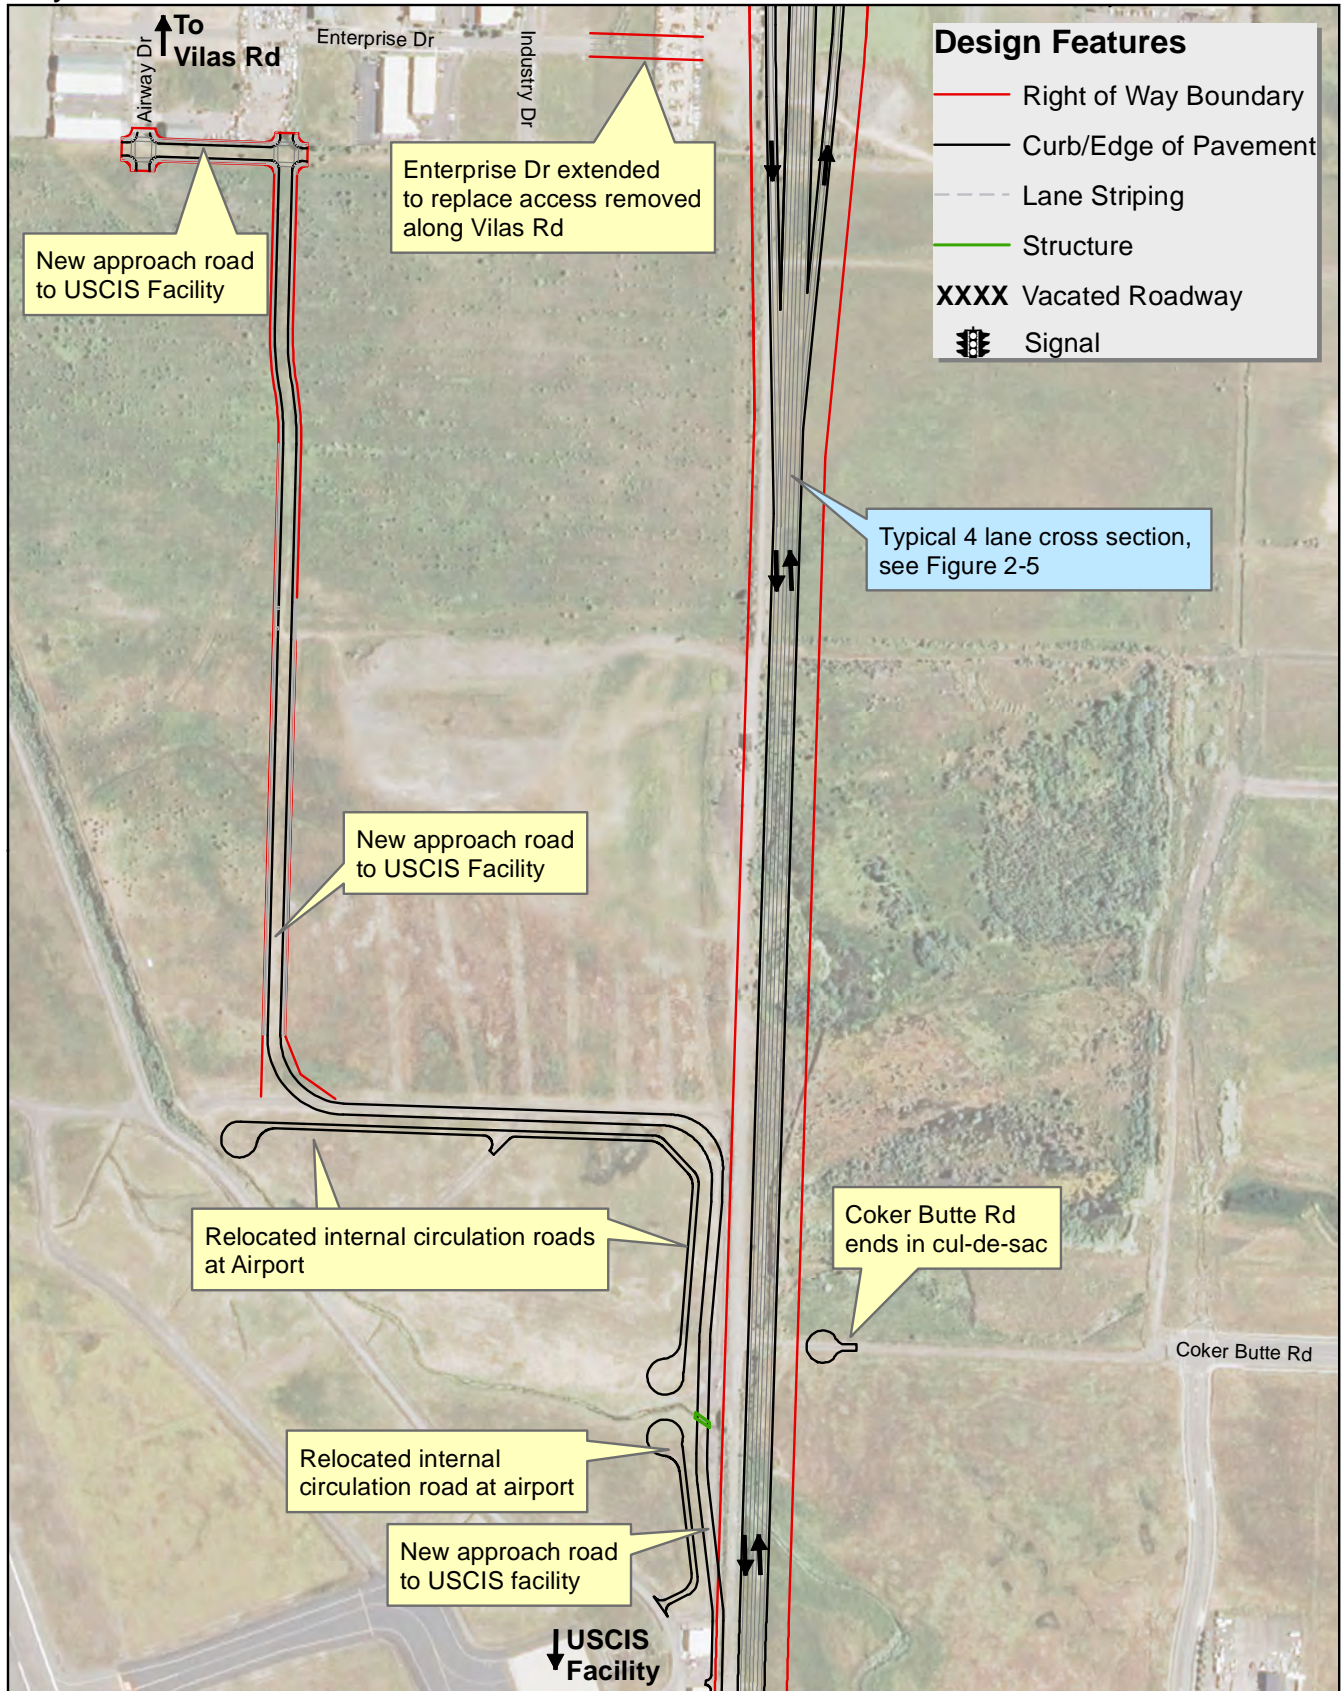 To
Vilas Rd
Airway Dr
Enterprise Dr
Industry Dr
Design Features
Right of Way Boundary
Curb/Edge of Pavement
Lane Striping
Structure
XXXX Vacated Roadway
Signal
Enterprise Dr extended
to replace access removed
along Vilas Rd
New approach road
to USCIS Facility
Typical 4 lane cross section,
see Figure 2-5
New approach road
to USCIS Facility
Relocated internal circulation roads
at Airport
Coker Butte Rd
ends in cul-de-sac
Coker Butte Rd
Relocated internal
circulation road at airport
New approach road
to USCIS facility
USCIS
Facility